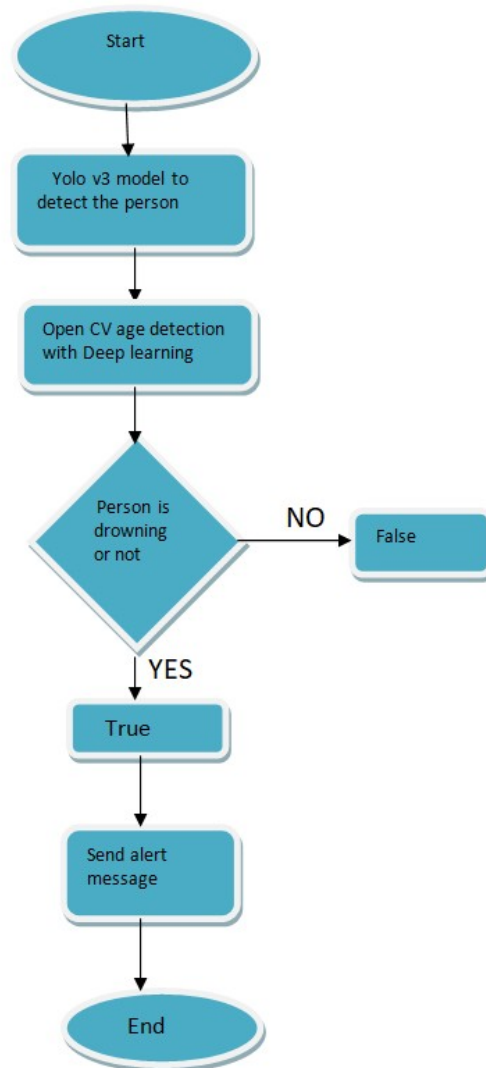 Start
Yolo v3 model to
detect the person
Open CV age detection
with Deep learning
Person is
drowning
or not
NO
False
YES
True
Send alert
message
End